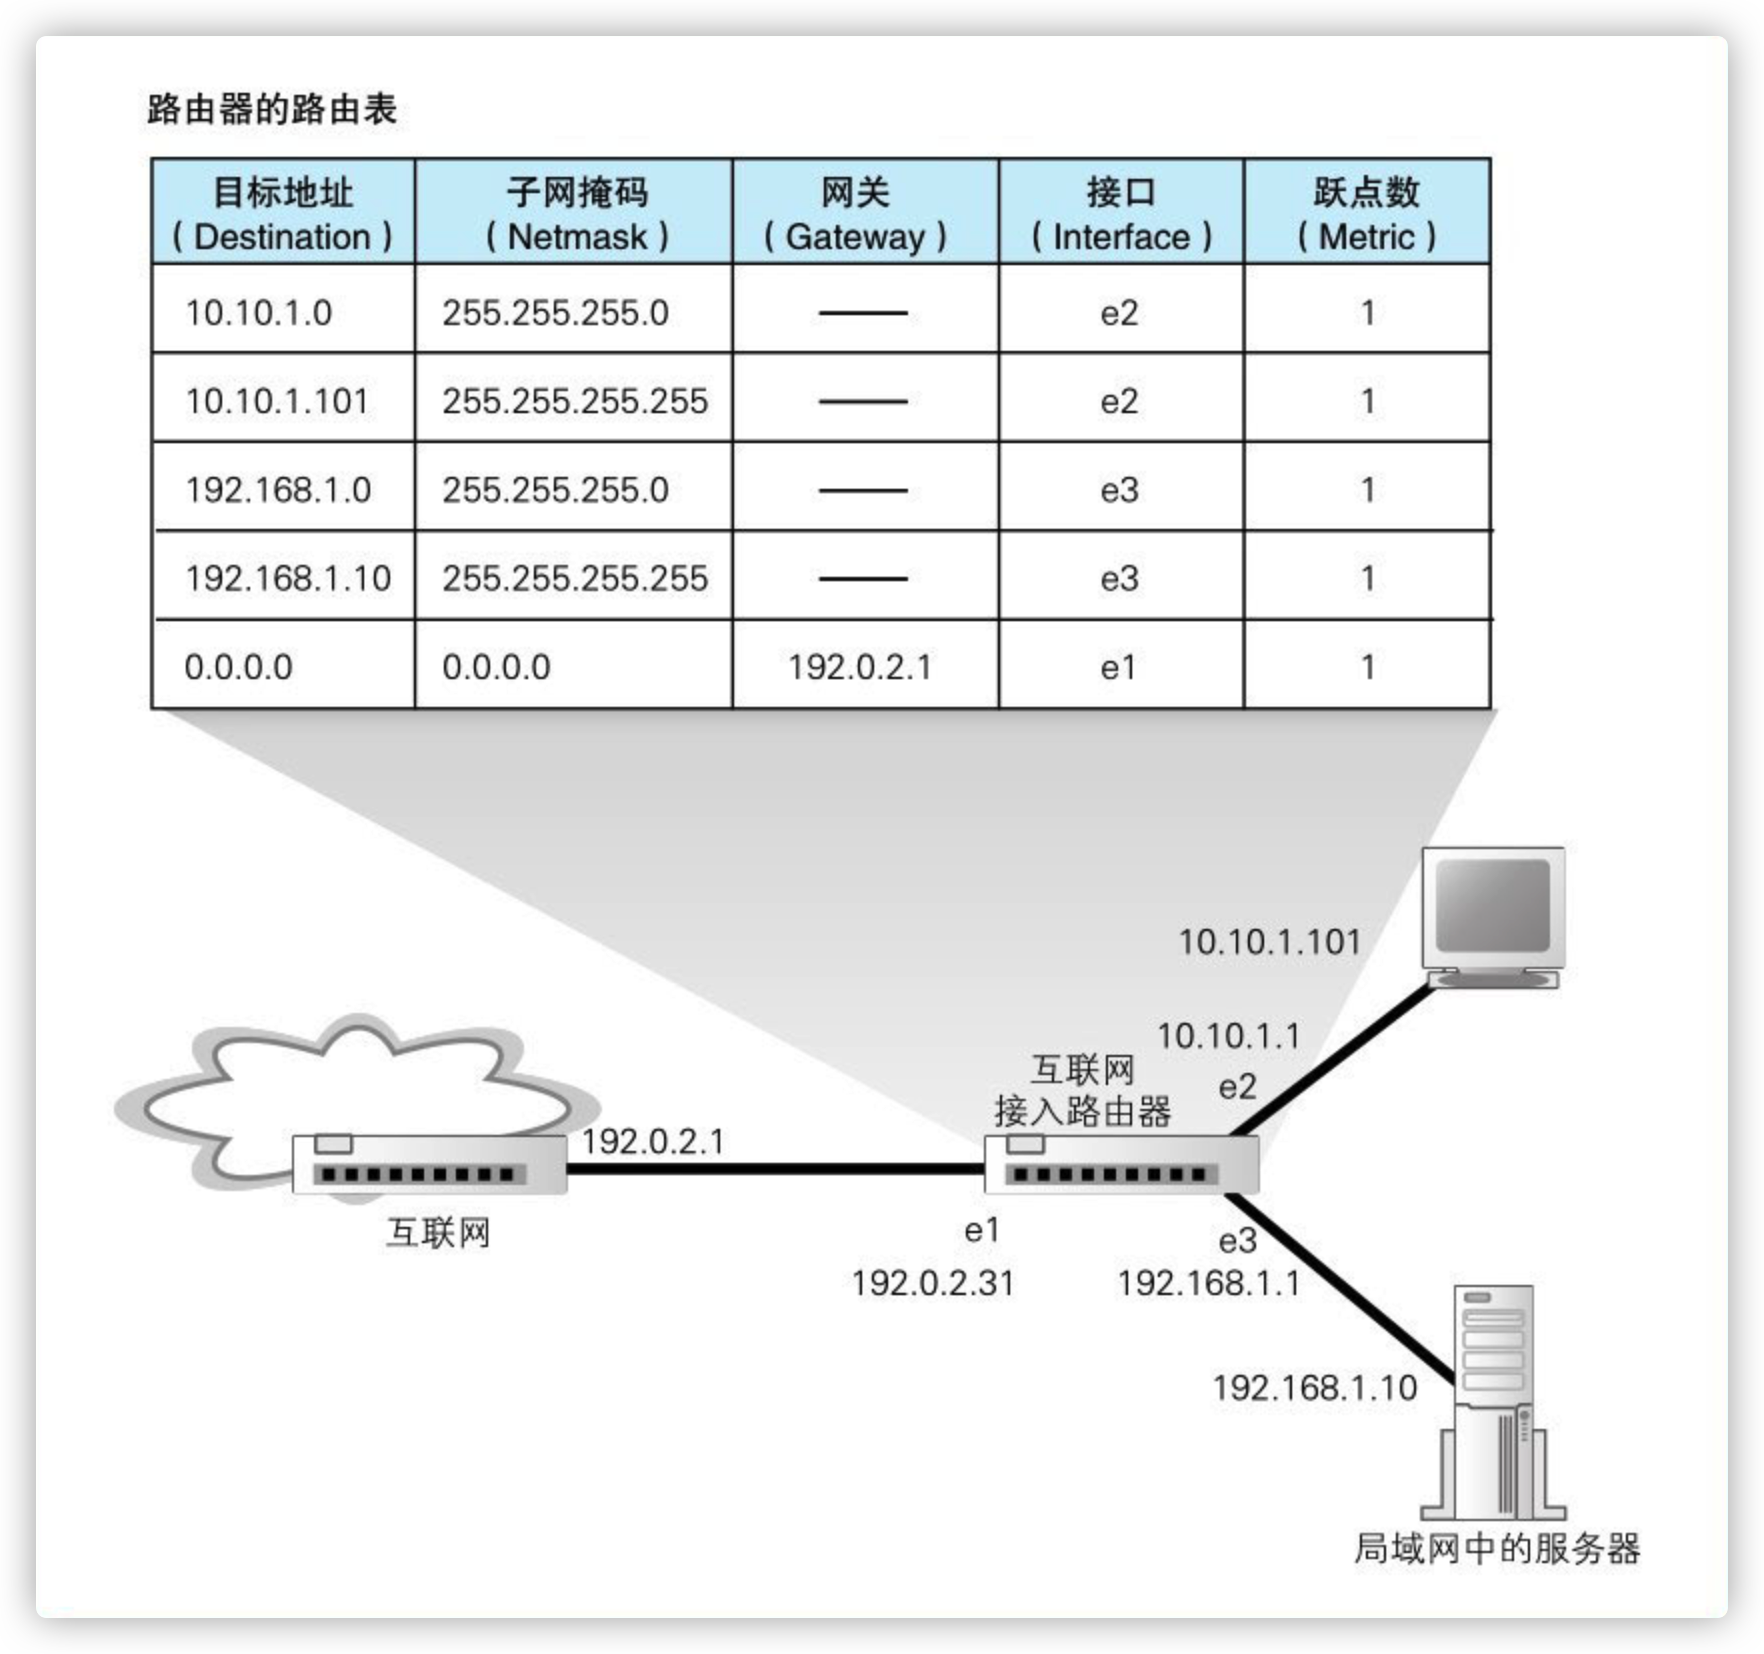 路由器的路由表
目标地址 子网掩码 网关 接口 跃点数
(Destination) (Netmask) (Gateway) (Interface) (Metric)
10.10.1.0 255.255.255.0 —— e2 1
10.10.1.101 255.255.255.255 —— e2 1
192.168.1.0 255.255.255.0 —— e3 1
192.168.1.10 255.255.255.255 —— e3 1
0.0.0.0 0.0.0.0 192.0.2.1 e1 1
10.10.1.101
10.10.1.1
互联网
接入路由器
e2
192.0.2.1
互联网
e1
192.0.2.31
e3
192.168.1.1
192.168.1.10
局域网中的服务器